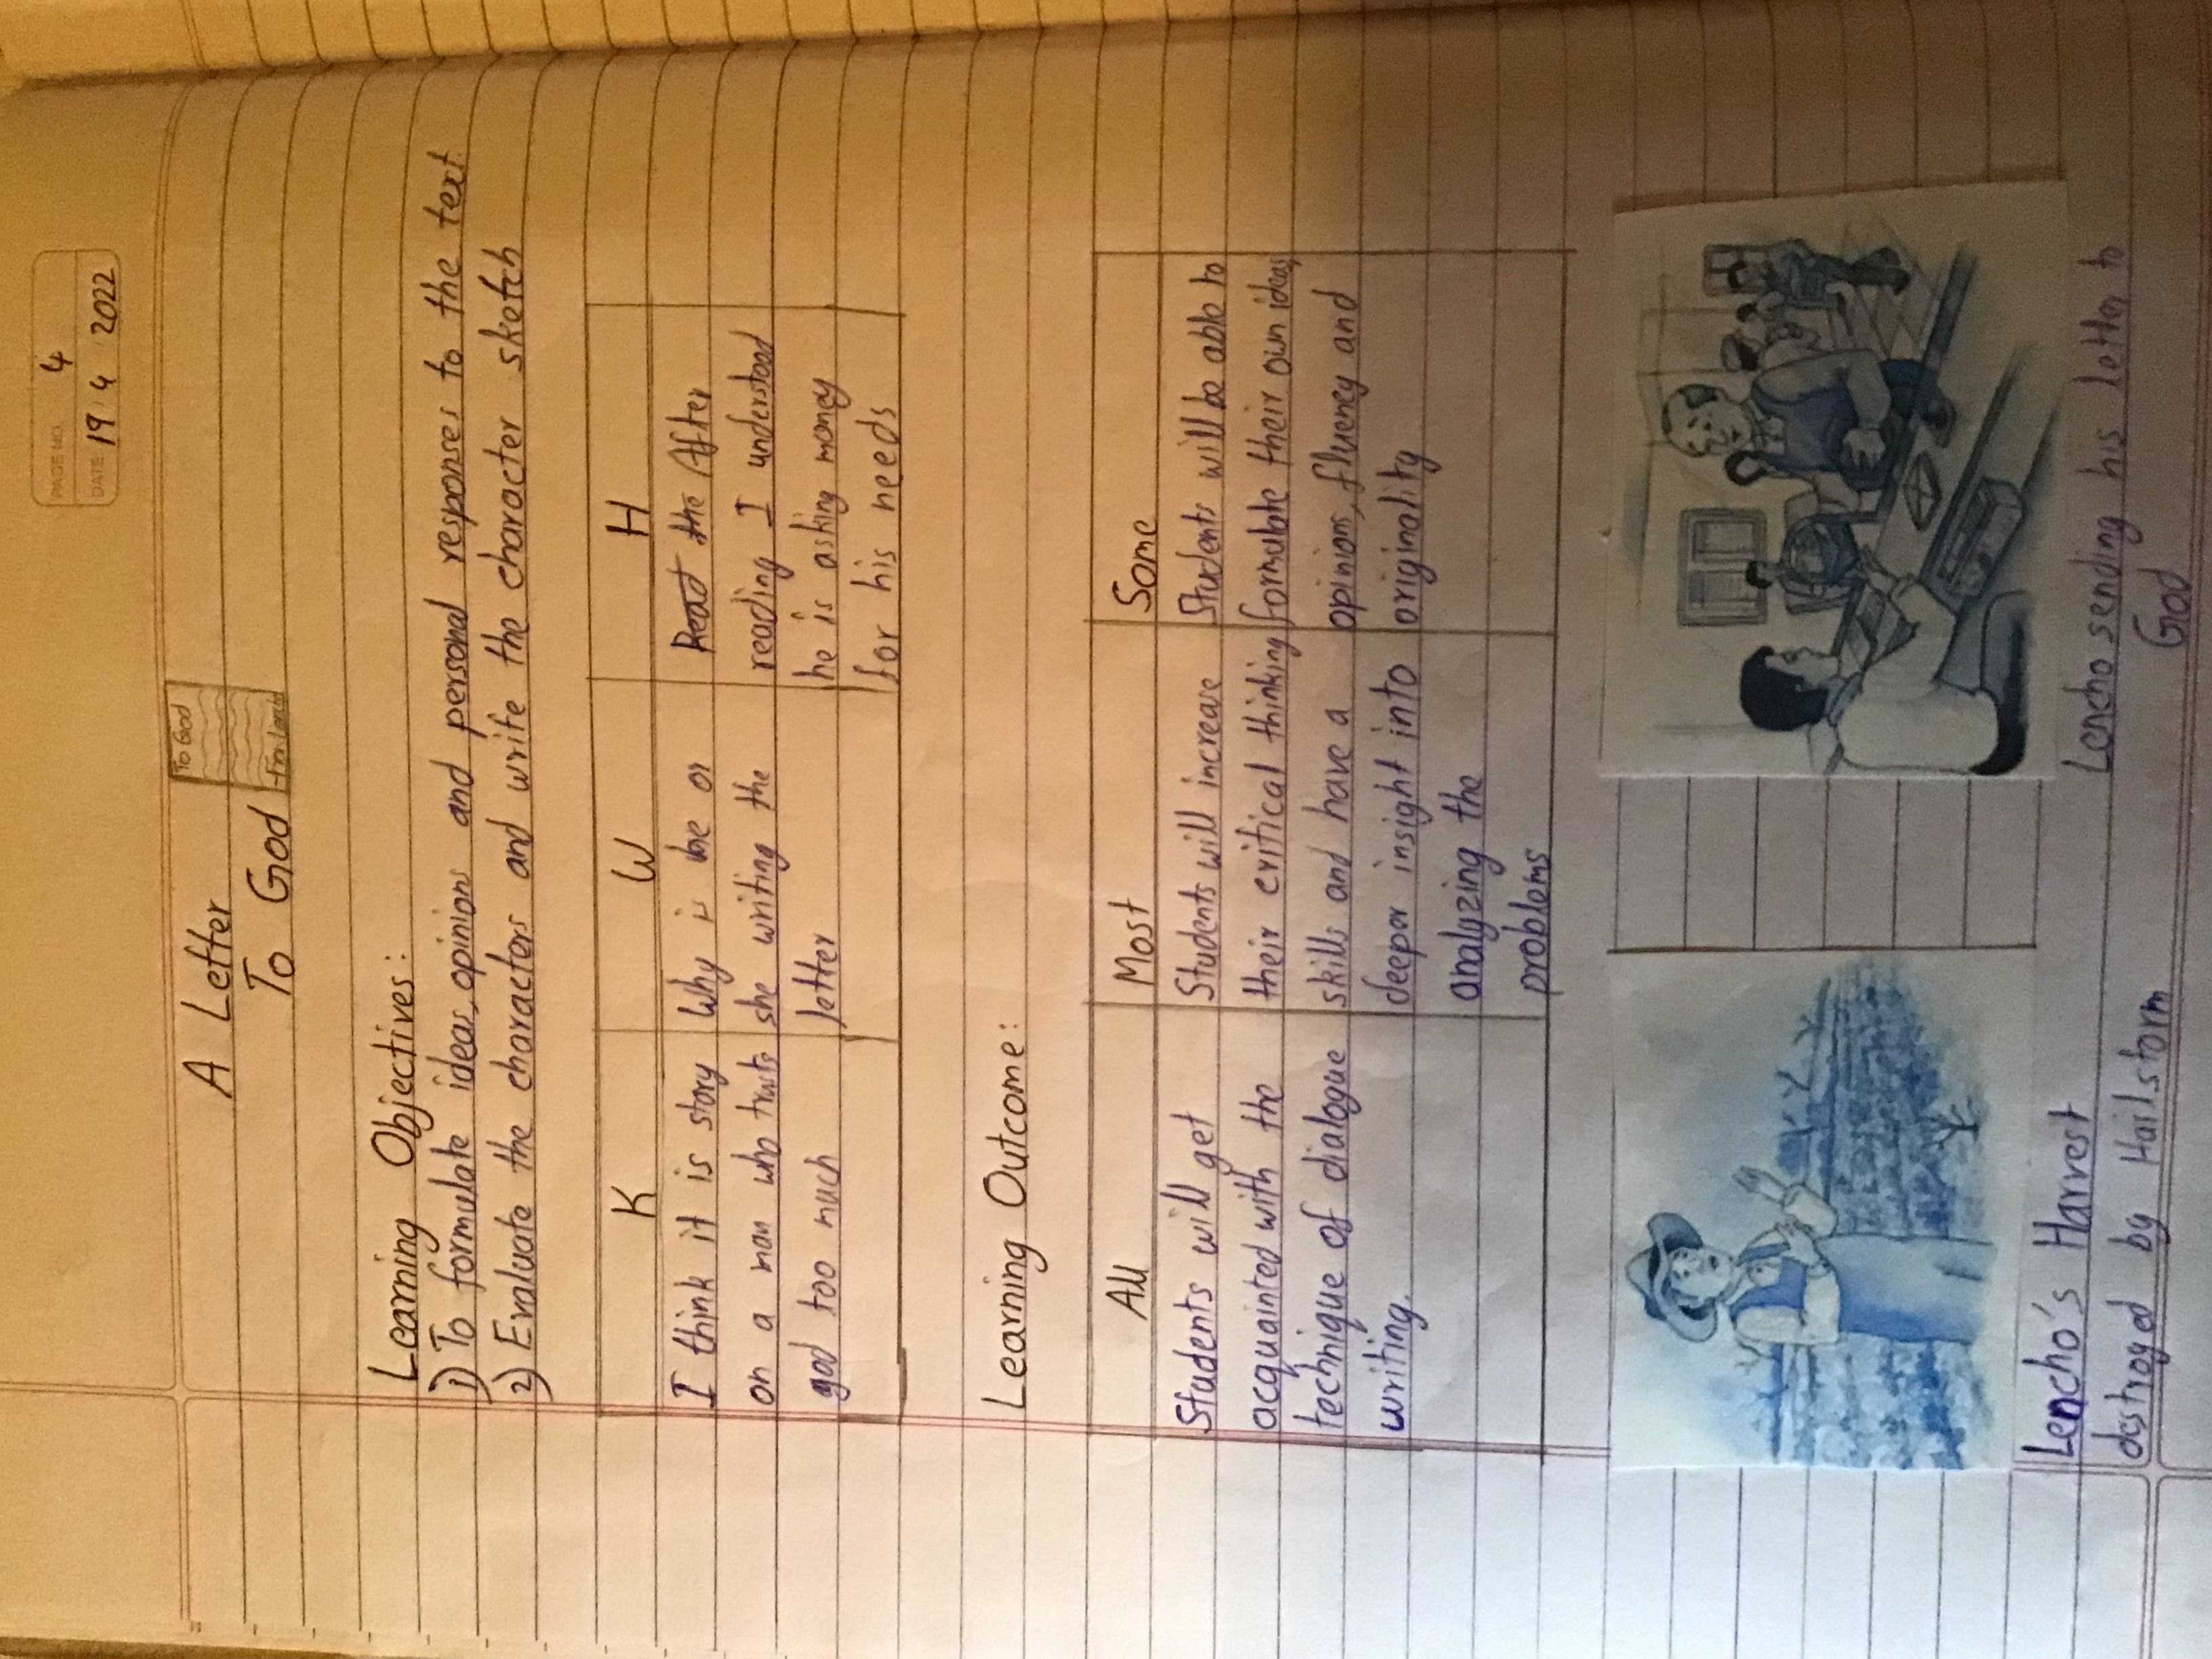 PAGE NO. 4
DATE 19 / 4 / 2022
A Letter
To God
To God
Learning Objectives:
1) To formulate ideas, opinions and personal responses to the text.
2) Evaluate the characters and write the character sketch
K W H
I think it is story
on a man who trusts
god too much
Why is he or
she writing the
letter
Read the After
reading I understood
he is asking money
for his needs
Learning Outcome:
All Most Some
Students will get
acquainted with the
technique of dialogue
writing.
Students will increase
their critical thinking
skills and have a
deeper insight into
analyzing the
problems
Students will be able to
formulate their own ideas,
opinions, fluency and
originality
Lencho's Harvest
destroyed by Hailstorm
Lencho sending his letter to
God